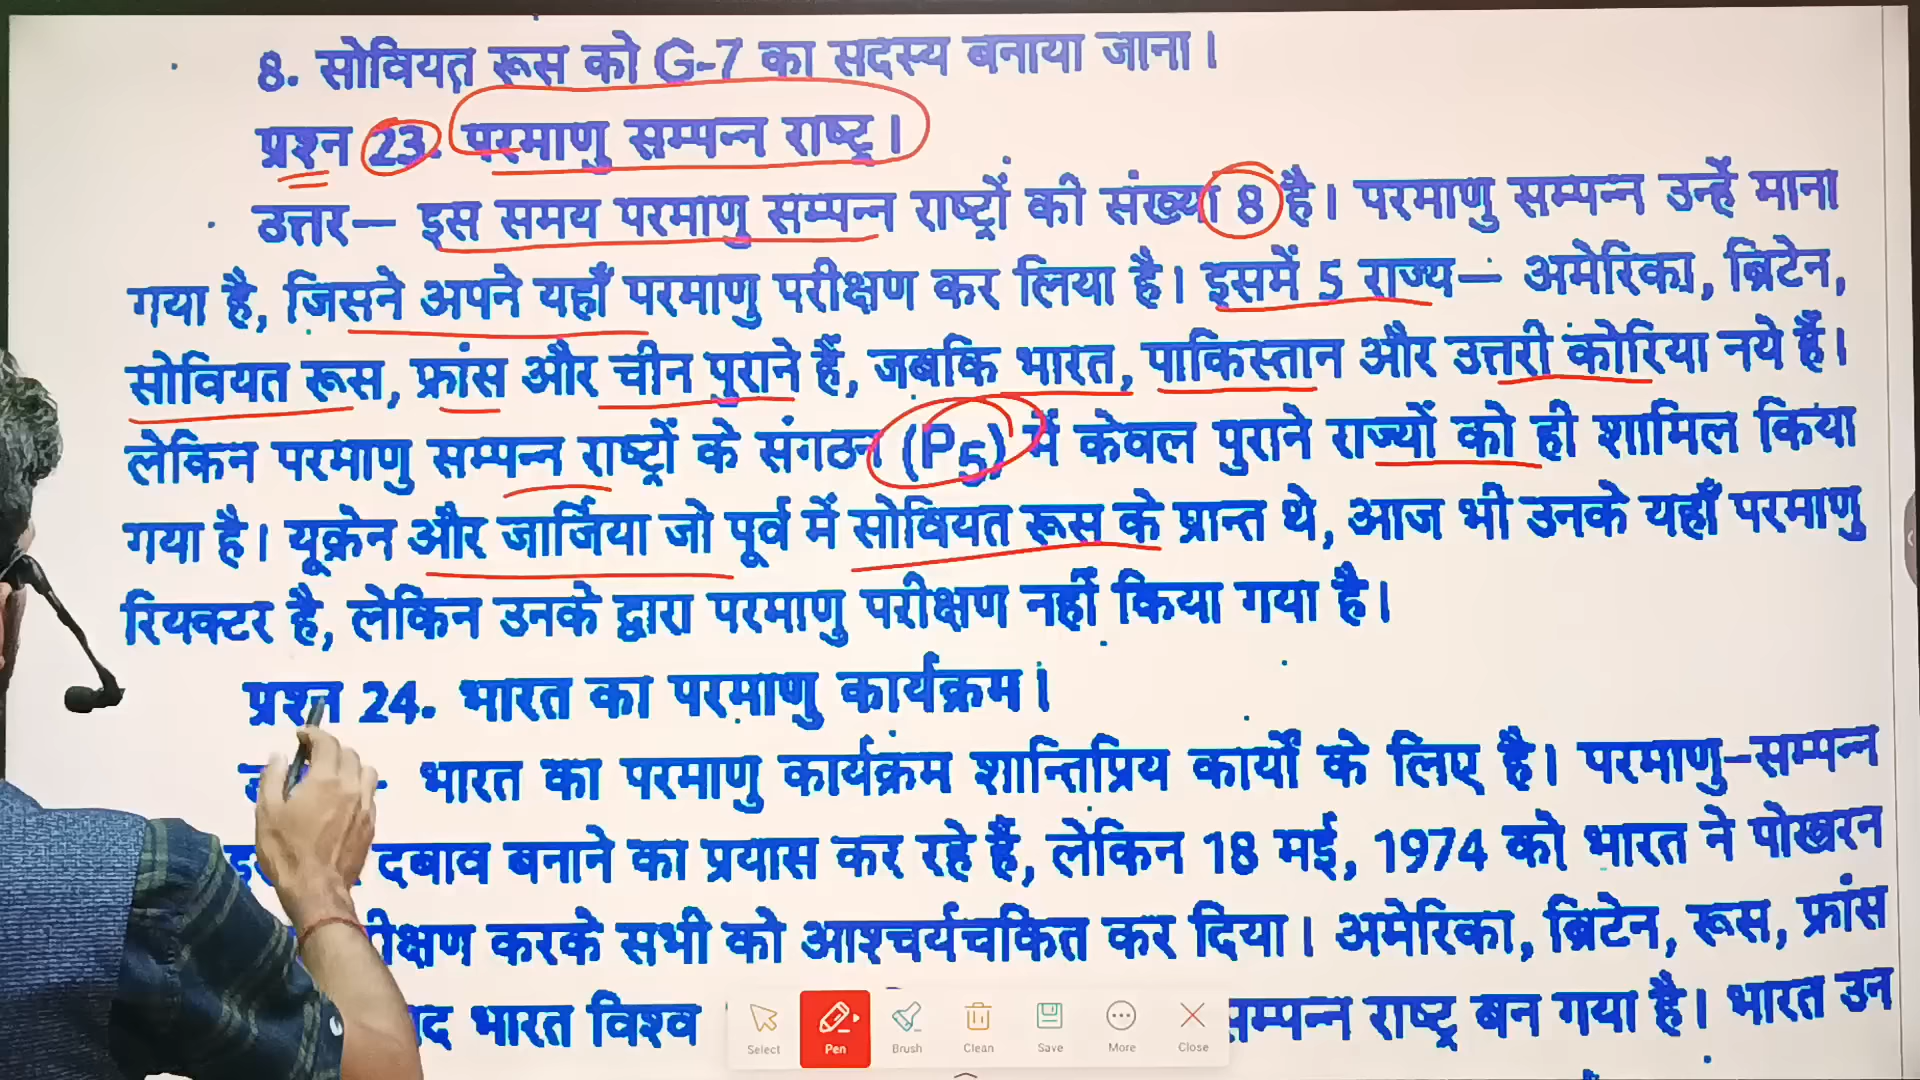 8. सोवियत रूस को G-7 का सदस्य बनाया जाना।
प्रश्न 23. परमाणु सम्पन्न राष्ट्र।
उत्तर— इस समय परमाणु सम्पन्न राष्ट्रों की संख्या 8 है। परमाणु सम्पन्न उन्हें माना
गया है, जिसने अपने यहाँ परमाणु परीक्षण कर लिया है। इसमें 5 राज्य— अमेरिका, ब्रिटेन,
सोवियत रूस, फ्रांस और चीन पुराने हैं, जबकि भारत, पाकिस्तान और उत्तरी कोरिया नये हैं।
लेकिन परमाणु सम्पन्न राष्ट्रों के संगठन (P5) में केवल पुराने राज्यों को ही शामिल किया
गया है। यूक्रेन और जार्जिया जो पूर्व में सोवियत रूस के प्रान्त थे, आज भी उनके यहाँ परमाणु
रियक्टर है, लेकिन उनके द्वारा परमाणु परीक्षण नहीं किया गया है।
प्रश्न 24. भारत का परमाणु कार्यक्रम।
भारत का परमाणु कार्यक्रम शान्तिप्रिय कार्यों के लिए है। परमाणु-सम्पन्न
दबाव बनाने का प्रयास कर रहे हैं, लेकिन 18 मई, 1974 को भारत ने पोखरन
करके सभी को आश्चर्यचकित कर दिया। अमेरिका, ब्रिटेन, रूस, फ्रांस
भारत विश्व सम्पन्न राष्ट्र बन गया है। भारत उन
Select Pen Brush Clean Save More Close